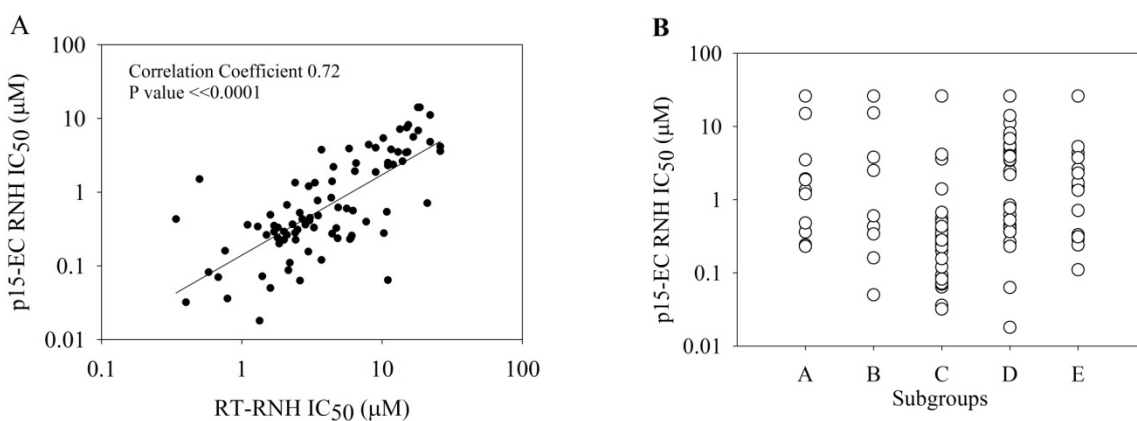 A
Correlation Coefficient 0.72
P value <<0.0001
100
10
1
0.1
0.01
p15-EC RNH IC50 (μM)
0.1 1 10 100
RT-RNH IC50 (μM)
B
100
10
1
0.1
0.01
p15-EC RNH IC50 (μM)
A B C D E
Subgroups